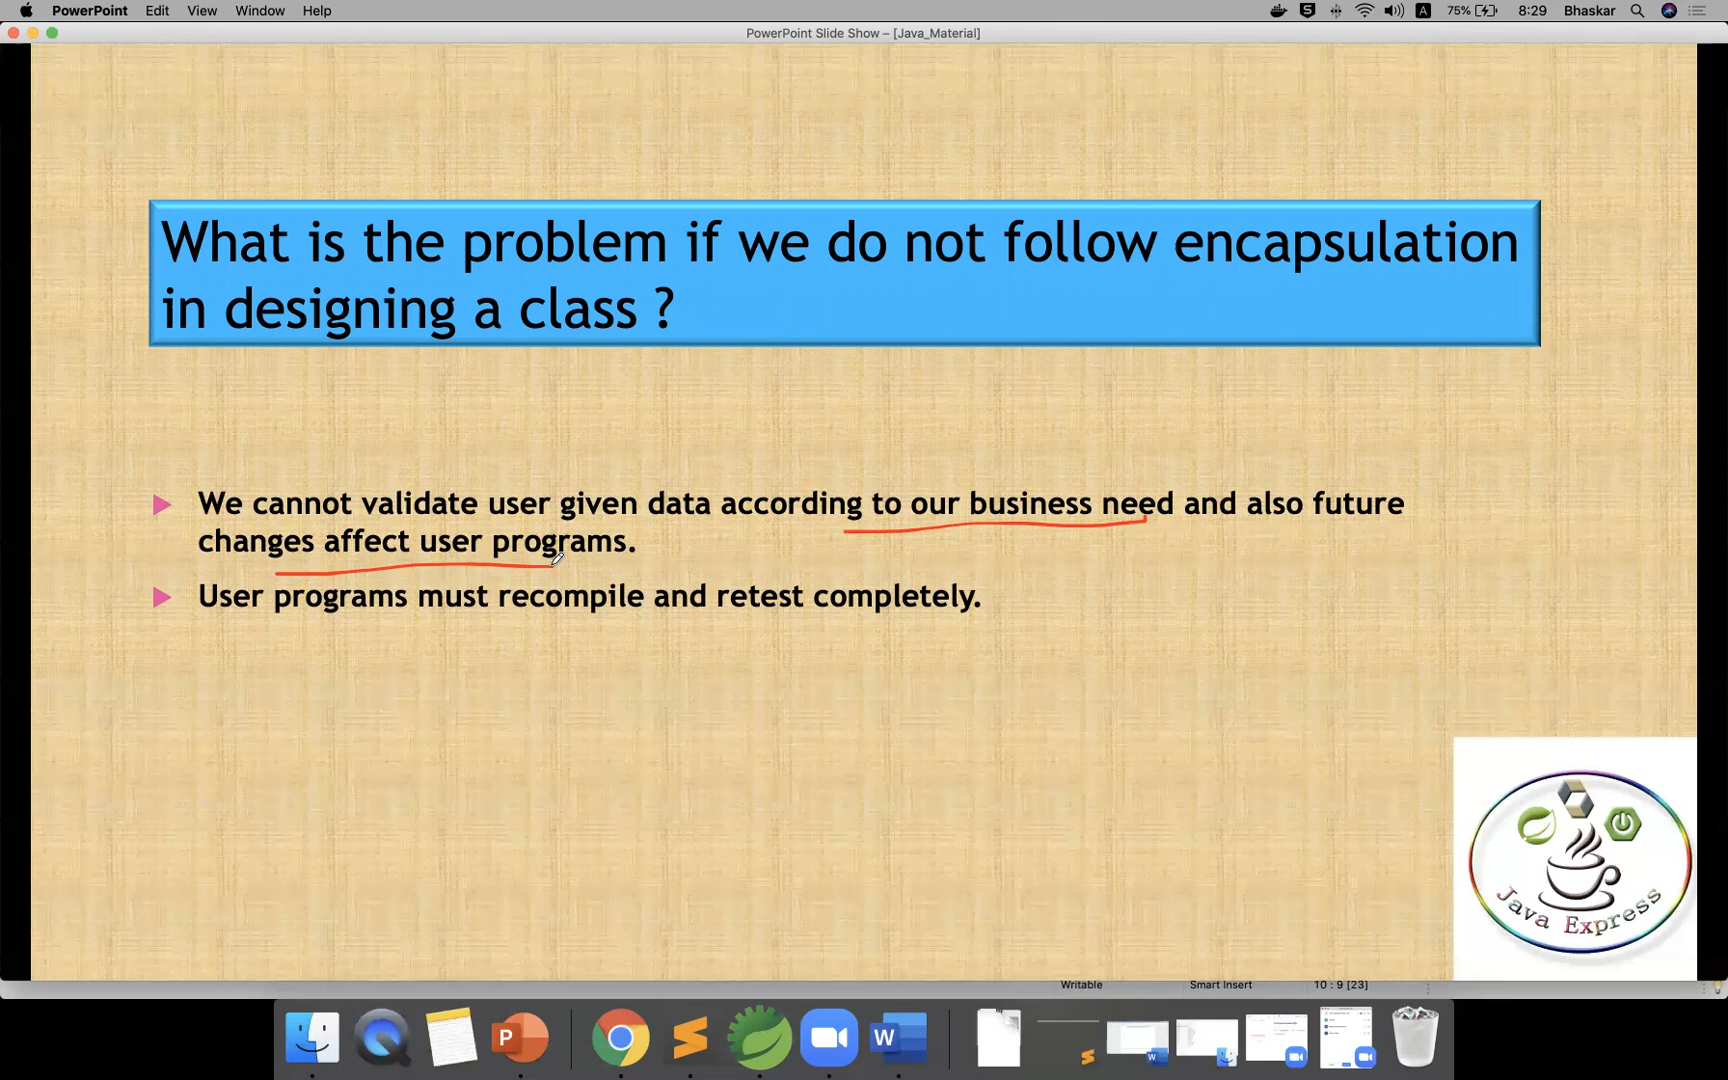 PowerPoint Edit View Window Help
S A 75% 8:29 Bhaskar
PowerPoint Slide Show – [Java_Material]
What is the problem if we do not follow encapsulation
in designing a class ?
We cannot validate user given data according to our business need and also future
changes affect user programs.
User programs must recompile and retest completely.
Java Express
Writable Smart Insert 10 : 9 [23]
P W W